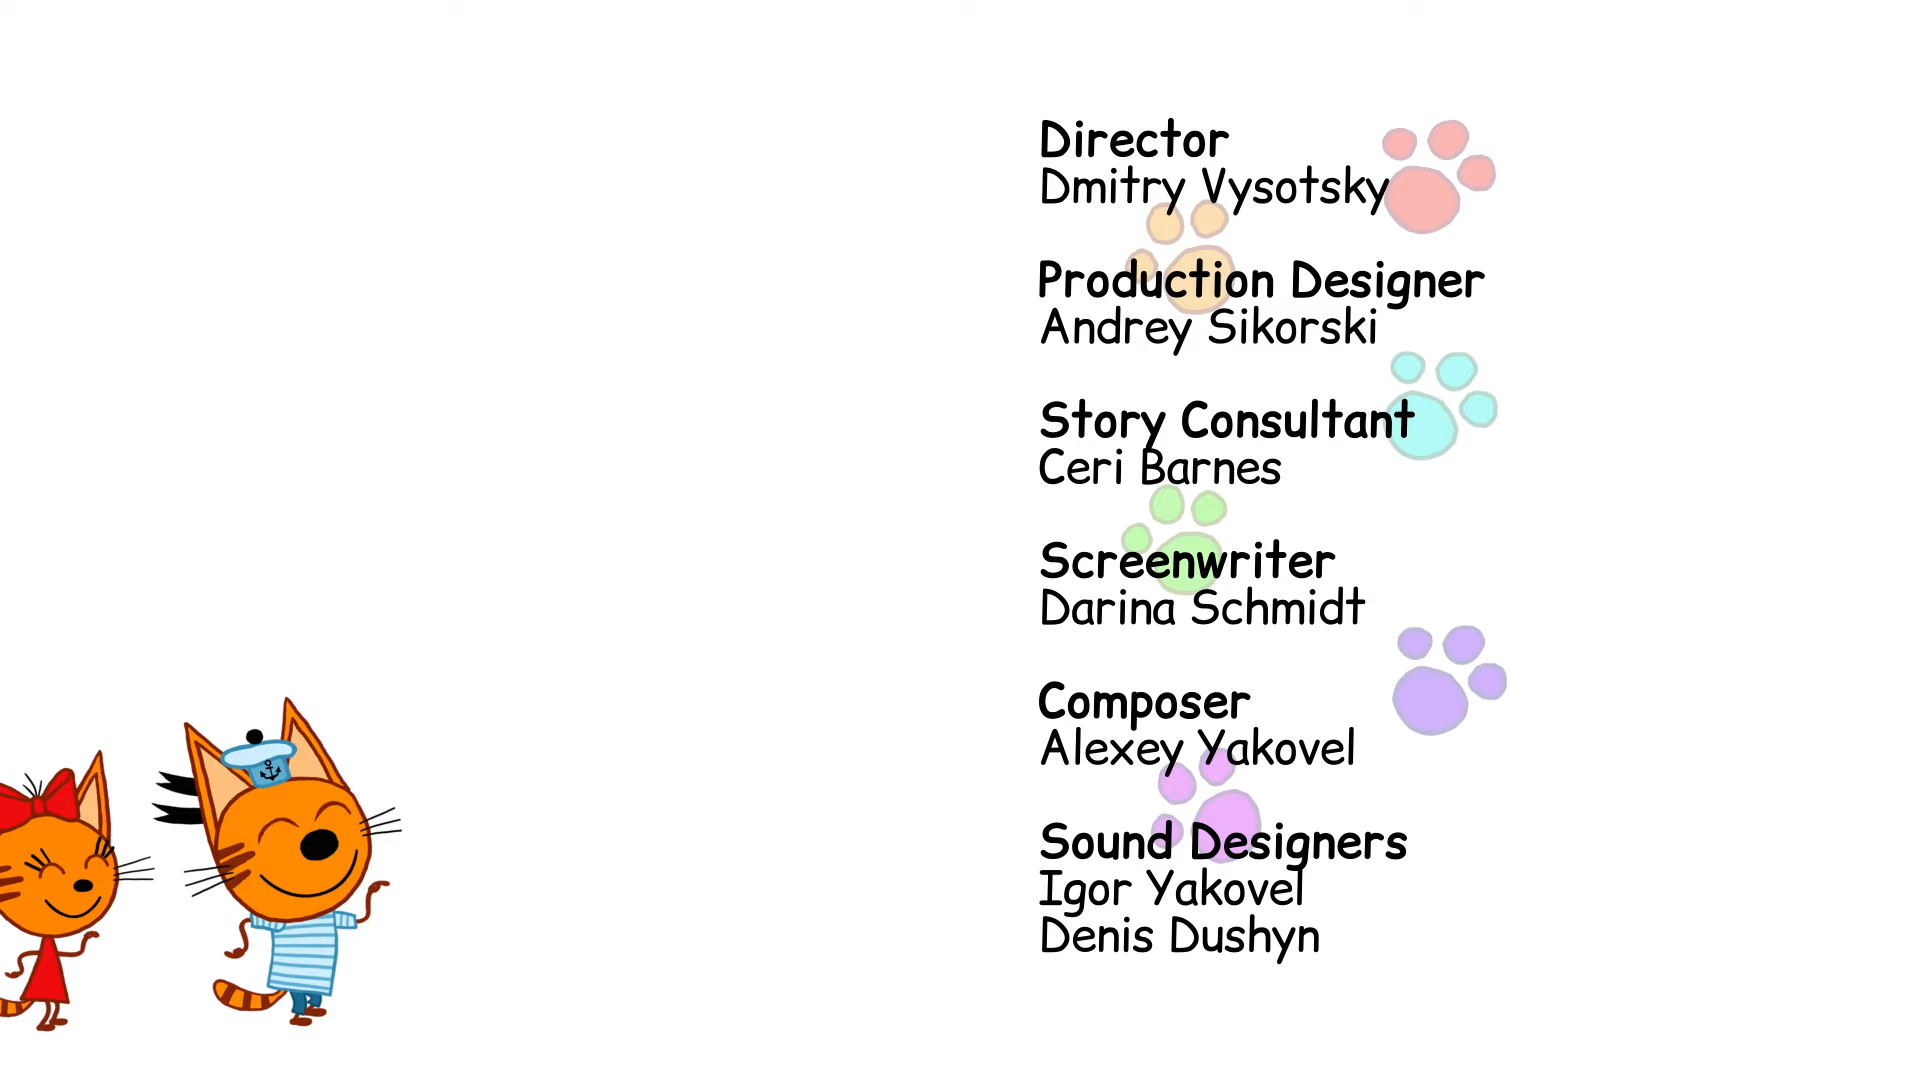 Director
Dmitry Vysotsky
Production Designer
Andrey Sikorski
Story Consultant
Ceri Barnes
Screenwriter
Darina Schmidt
Composer
Alexey Yakovel
Sound Designers
Igor Yakovel
Denis Dushyn